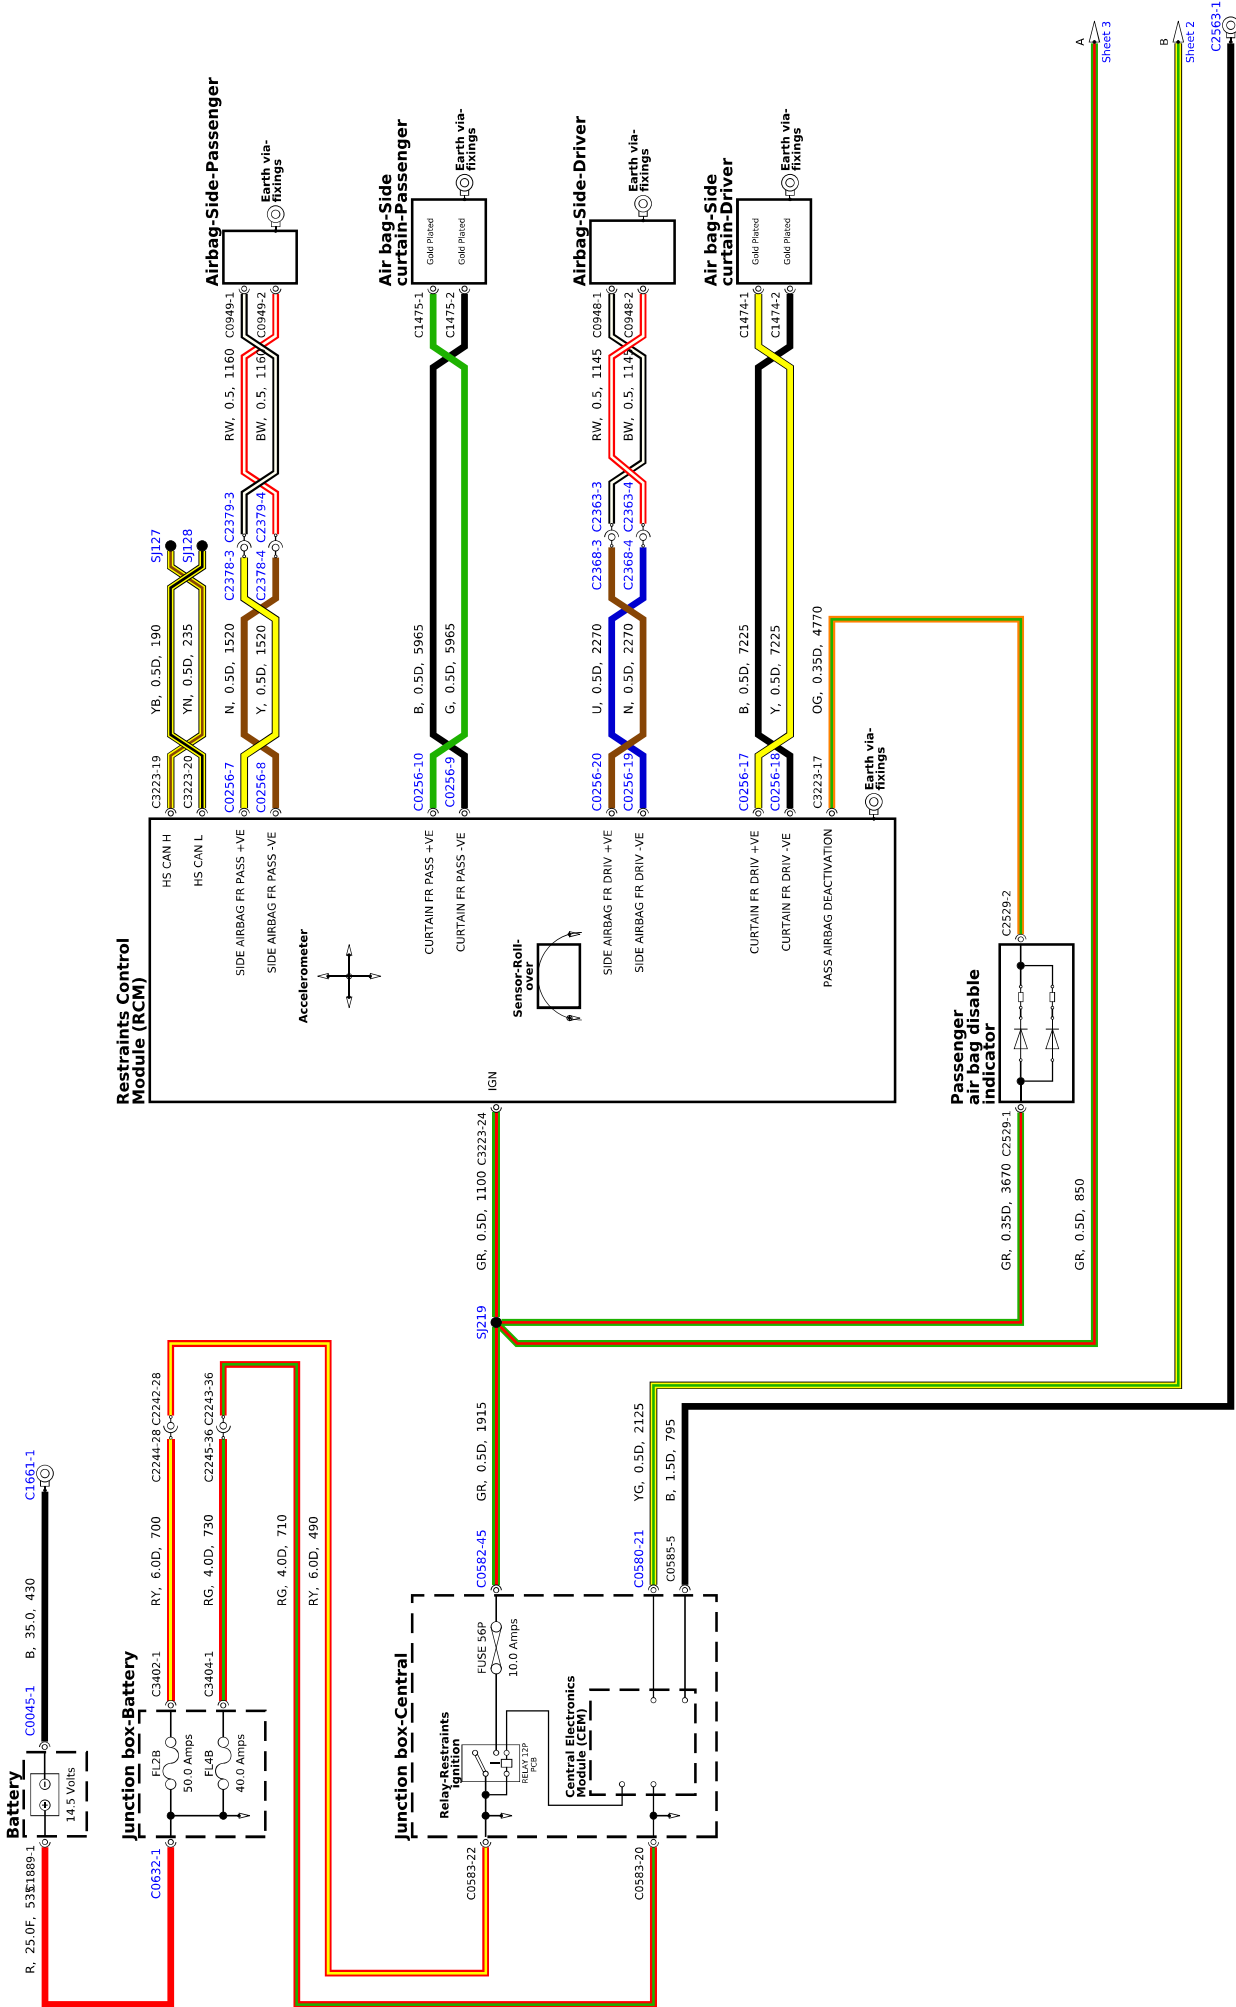 Battery
C1889-1
R, 25.0F, 535
14.5 Volts
C0045-1
B, 35.0, 430
C1661-1
Junction box-Battery
C0632-1
FL2B
50.0 Amps
FL4B
40.0 Amps
C3402-1
C3404-1
RY, 6.0D, 700
RG, 4.0D, 730
C2244-28
C2242-28
C2245-36
C2243-36
RG, 4.0D, 710
RY, 6.0D, 490
Junction box-Central
C0583-22
C0583-20
Relay-Restraints
ignition
RELAY 12P
PCB
FUSE 56P
10.0 Amps
Central Electronics
Module (CEM)
C0582-45
C0580-21
C0585-5
GR, 0.5D, 1915
YG, 0.5D, 2125
B, 1.5D, 795
SJ219
GR, 0.5D, 1100
C3223-24
GR, 0.35D, 3670
C2529-1
GR, 0.5D, 850
Restraints Control
Module (RCM)
IGN
Accelerometer
Sensor-Roll-
over
HS CAN H
HS CAN L
SIDE AIRBAG FR PASS +VE
SIDE AIRBAG FR PASS -VE
CURTAIN FR PASS +VE
CURTAIN FR PASS -VE
SIDE AIRBAG FR DRIV +VE
SIDE AIRBAG FR DRIV -VE
CURTAIN FR DRIV +VE
CURTAIN FR DRIV -VE
PASS AIRBAG DEACTIVATION
Earth via-
fixings
Passenger
air bag disable
indicator
C2529-2
C3223-19
C3223-20
C0256-7
C0256-8
C0256-10
C0256-9
C0256-20
C0256-19
C0256-17
C0256-18
C3223-17
YB, 0.5D, 190
YN, 0.5D, 235
N, 0.5D, 1520
Y, 0.5D, 1520
B, 0.5D, 5965
G, 0.5D, 5965
U, 0.5D, 2270
N, 0.5D, 2270
B, 0.5D, 7225
Y, 0.5D, 7225
OG, 0.35D, 4770
SJ127
SJ128
C2378-3
C2379-3
C2378-4
C2379-4
C2368-3
C2363-3
C2368-4
C2363-4
RW, 0.5, 1160
BW, 0.5, 1160
RW, 0.5, 1145
BW, 0.5, 1145
C0949-1
C0949-2
C1475-1
C1475-2
C0948-1
C0948-2
C1474-1
C1474-2
Airbag-Side-Passenger
Earth via-
fixings
Air bag-Side
curtain-Passenger
Gold Plated
Gold Plated
Earth via-
fixings
Airbag-Side-Driver
Earth via-
fixings
Air bag-Side
curtain-Driver
Gold Plated
Gold Plated
Earth via-
fixings
A
Sheet 3
B
Sheet 2
C2563-1